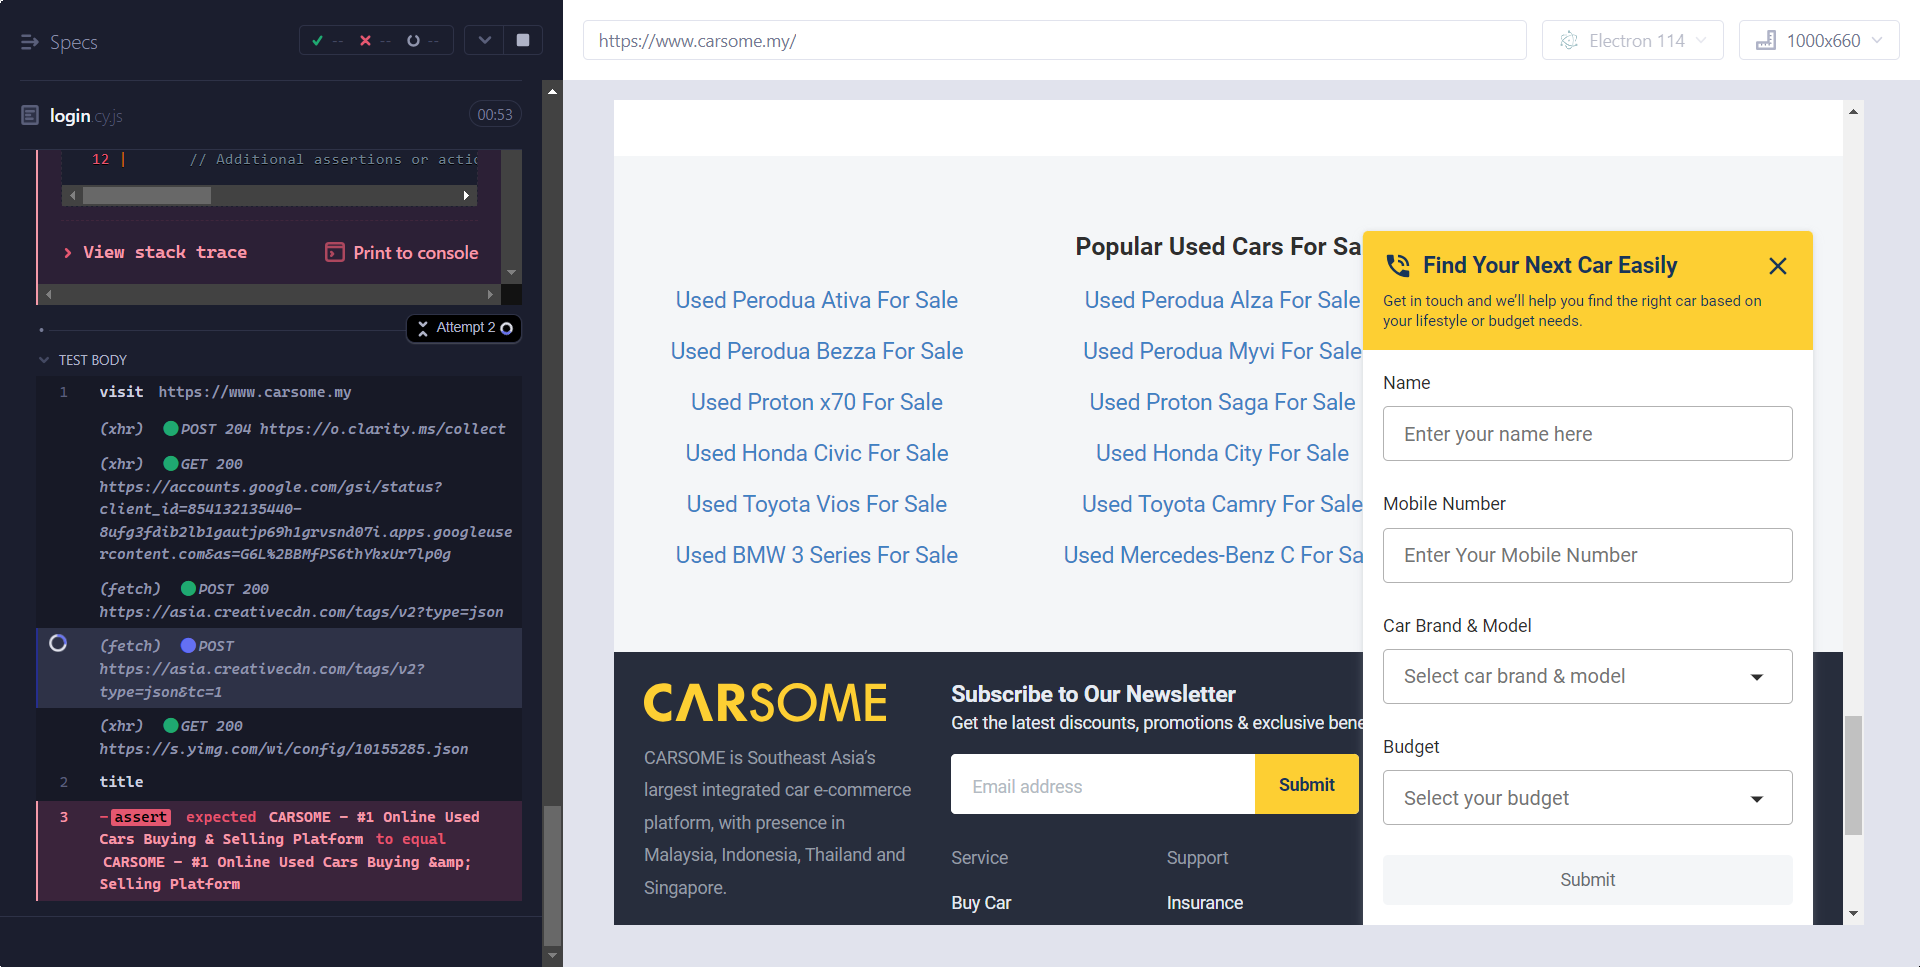 Specs
-- -- --
login.cy.js
00:53
12 | // Additional assertions or actio
View stack trace
Print to console
Attempt 2
TEST BODY
1 visit https://www.carsome.my
(xhr) POST 204 https://o.clarity.ms/collect
(xhr) GET 200
https://accounts.google.com/gsi/status?
client_id=854132135440-
8ufg3fdib2lb1gautjp69h1grvsnd07i.apps.googleuse
rcontent.com&as=G6L%2BBMfPS6thYkxUr7lp0g
(fetch) POST 200
https://asia.creativecdn.com/tags/v2?type=json
(fetch) POST
https://asia.creativecdn.com/tags/v2?
type=json&tc=1
(xhr) GET 200
https://s.yimg.com/wi/config/10155285.json
2 title
3 -assert expected CARSOME - #1 Online Used
Cars Buying & Selling Platform to equal
CARSOME - #1 Online Used Cars Buying &amp;
Selling Platform
https://www.carsome.my/
Electron 114
1000x660
Popular Used Cars For Sa
Used Perodua Ativa For Sale
Used Perodua Alza For Sale
Used Perodua Bezza For Sale
Used Perodua Myvi For Sale
Used Proton x70 For Sale
Used Proton Saga For Sale
Used Honda Civic For Sale
Used Honda City For Sale
Used Toyota Vios For Sale
Used Toyota Camry For Sale
Used BMW 3 Series For Sale
Used Mercedes-Benz C For Sa
CARSOME
CARSOME is Southeast Asia’s
largest integrated car e-commerce
platform, with presence in
Malaysia, Indonesia, Thailand and
Singapore.
Subscribe to Our Newsletter
Get the latest discounts, promotions & exclusive bene
Email address
Submit
Service
Support
Buy Car
Insurance
Find Your Next Car Easily
Get in touch and we’ll help you find the right car based on
your lifestyle or budget needs.
Name
Enter your name here
Mobile Number
Enter Your Mobile Number
Car Brand & Model
Select car brand & model
Budget
Select your budget
Submit